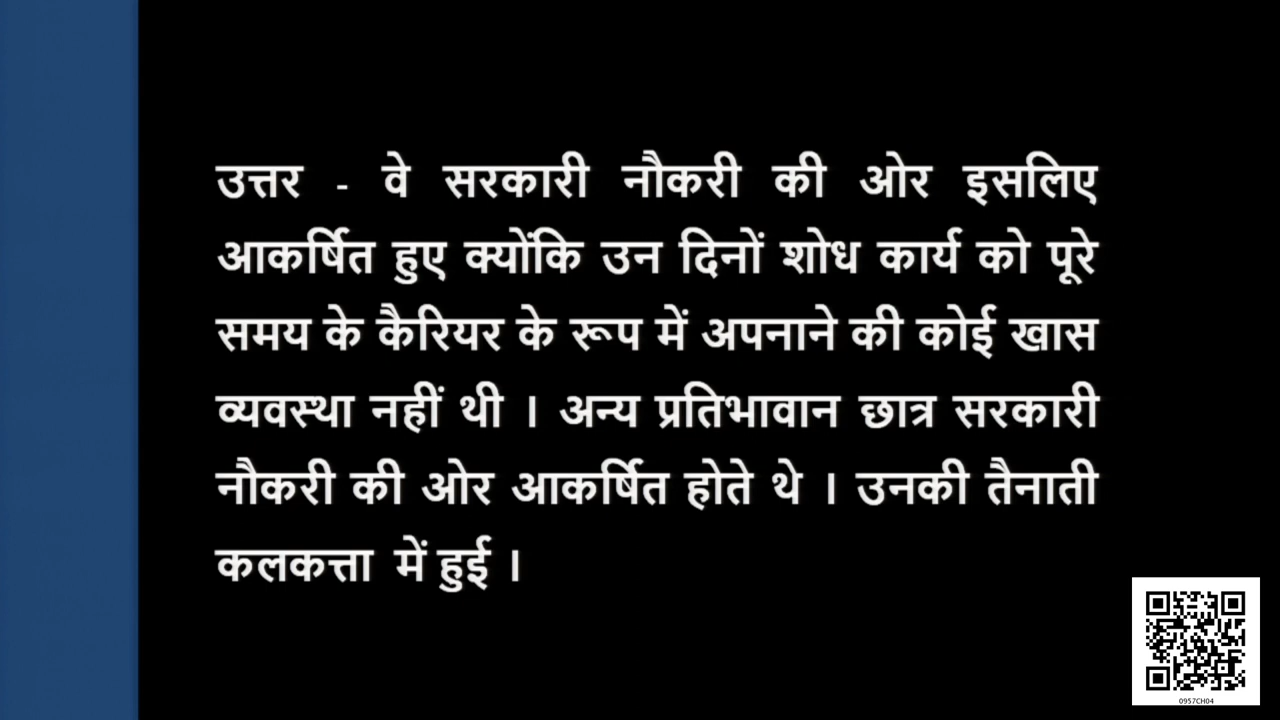 उत्तर - वे सरकारी नौकरी की ओर इसलिए
आकर्षित हुए क्योंकि उन दिनों शोध कार्य को पूरे
समय के कैरियर के रूप में अपनाने की कोई खास
व्यवस्था नहीं थी । अन्य प्रतिभावान छात्र सरकारी
नौकरी की ओर आकर्षित होते थे । उनकी तैनाती
कलकत्ता में हुई ।
0957CH04